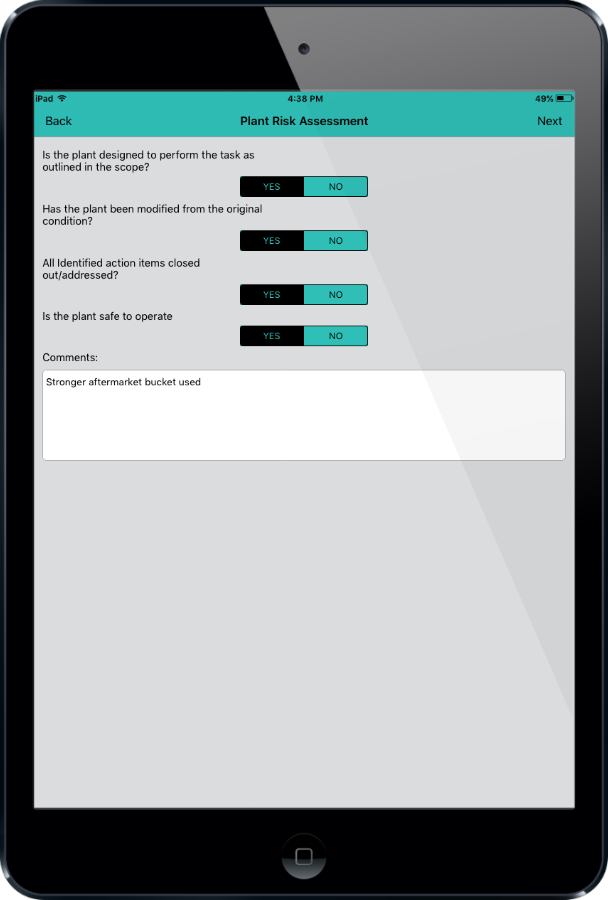 iPad 4:38 PM 49%
Back Plant Risk Assessment Next
Is the plant designed to perform the task as
outlined in the scope?
YES NO
Has the plant been modified from the original
condition?
YES NO
All Identified action items closed
out/addressed?
YES NO
Is the plant safe to operate
YES NO
Comments:
Stronger aftermarket bucket used